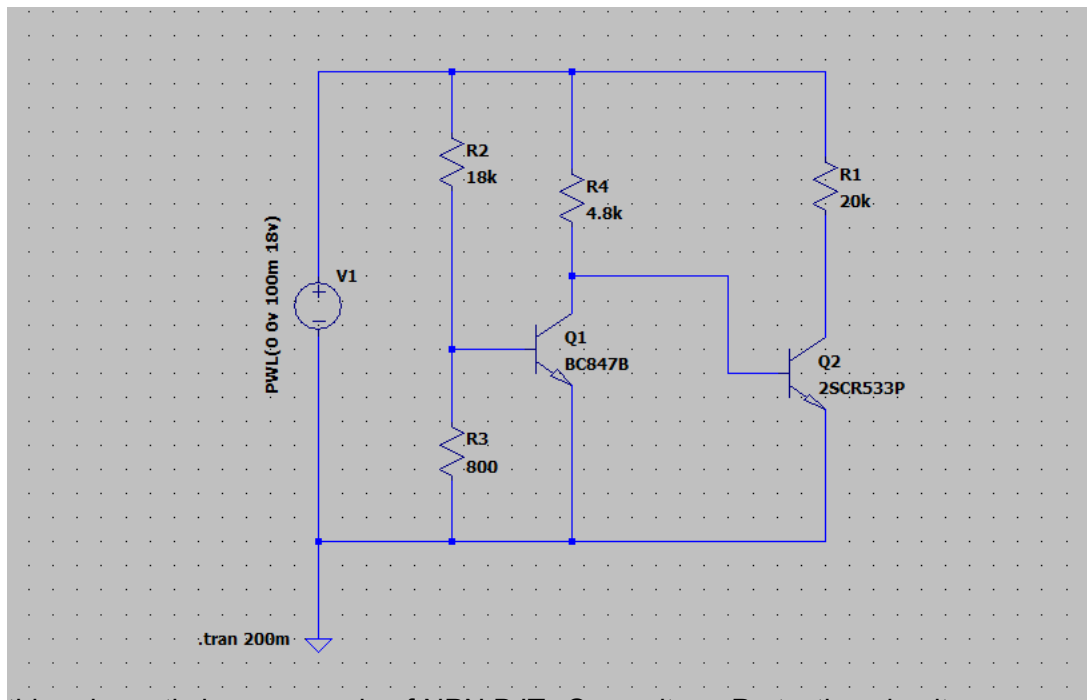 R2
18k
R4
4.8k
R1
20k
PWL(0 0v 100m 18v)
V1
Q1
BC847B
Q2
2SCR533P
R3
800
.tran 200m